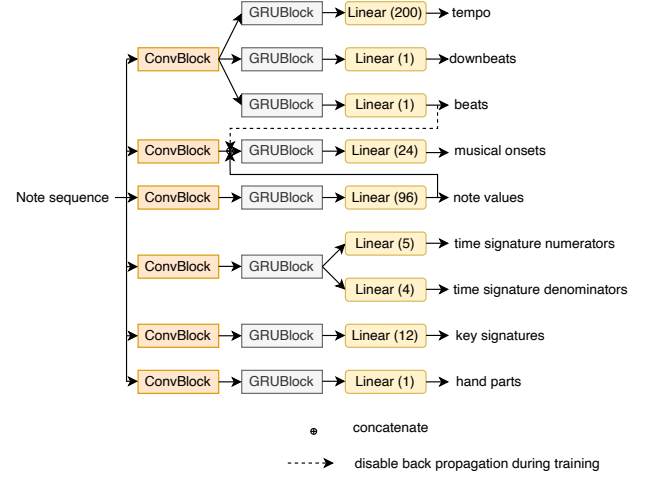 GRUBlock Linear (200) tempo
ConvBlock GRUBlock Linear (1) downbeats
GRUBlock Linear (1) beats
ConvBlock GRUBlock Linear (24) musical onsets
Note sequence ConvBlock GRUBlock Linear (96) note values
Linear (5) time signature numerators
ConvBlock GRUBlock
Linear (4) time signature denominators
ConvBlock GRUBlock Linear (12) key signatures
ConvBlock GRUBlock Linear (1) hand parts
concatenate
disable back propagation during training